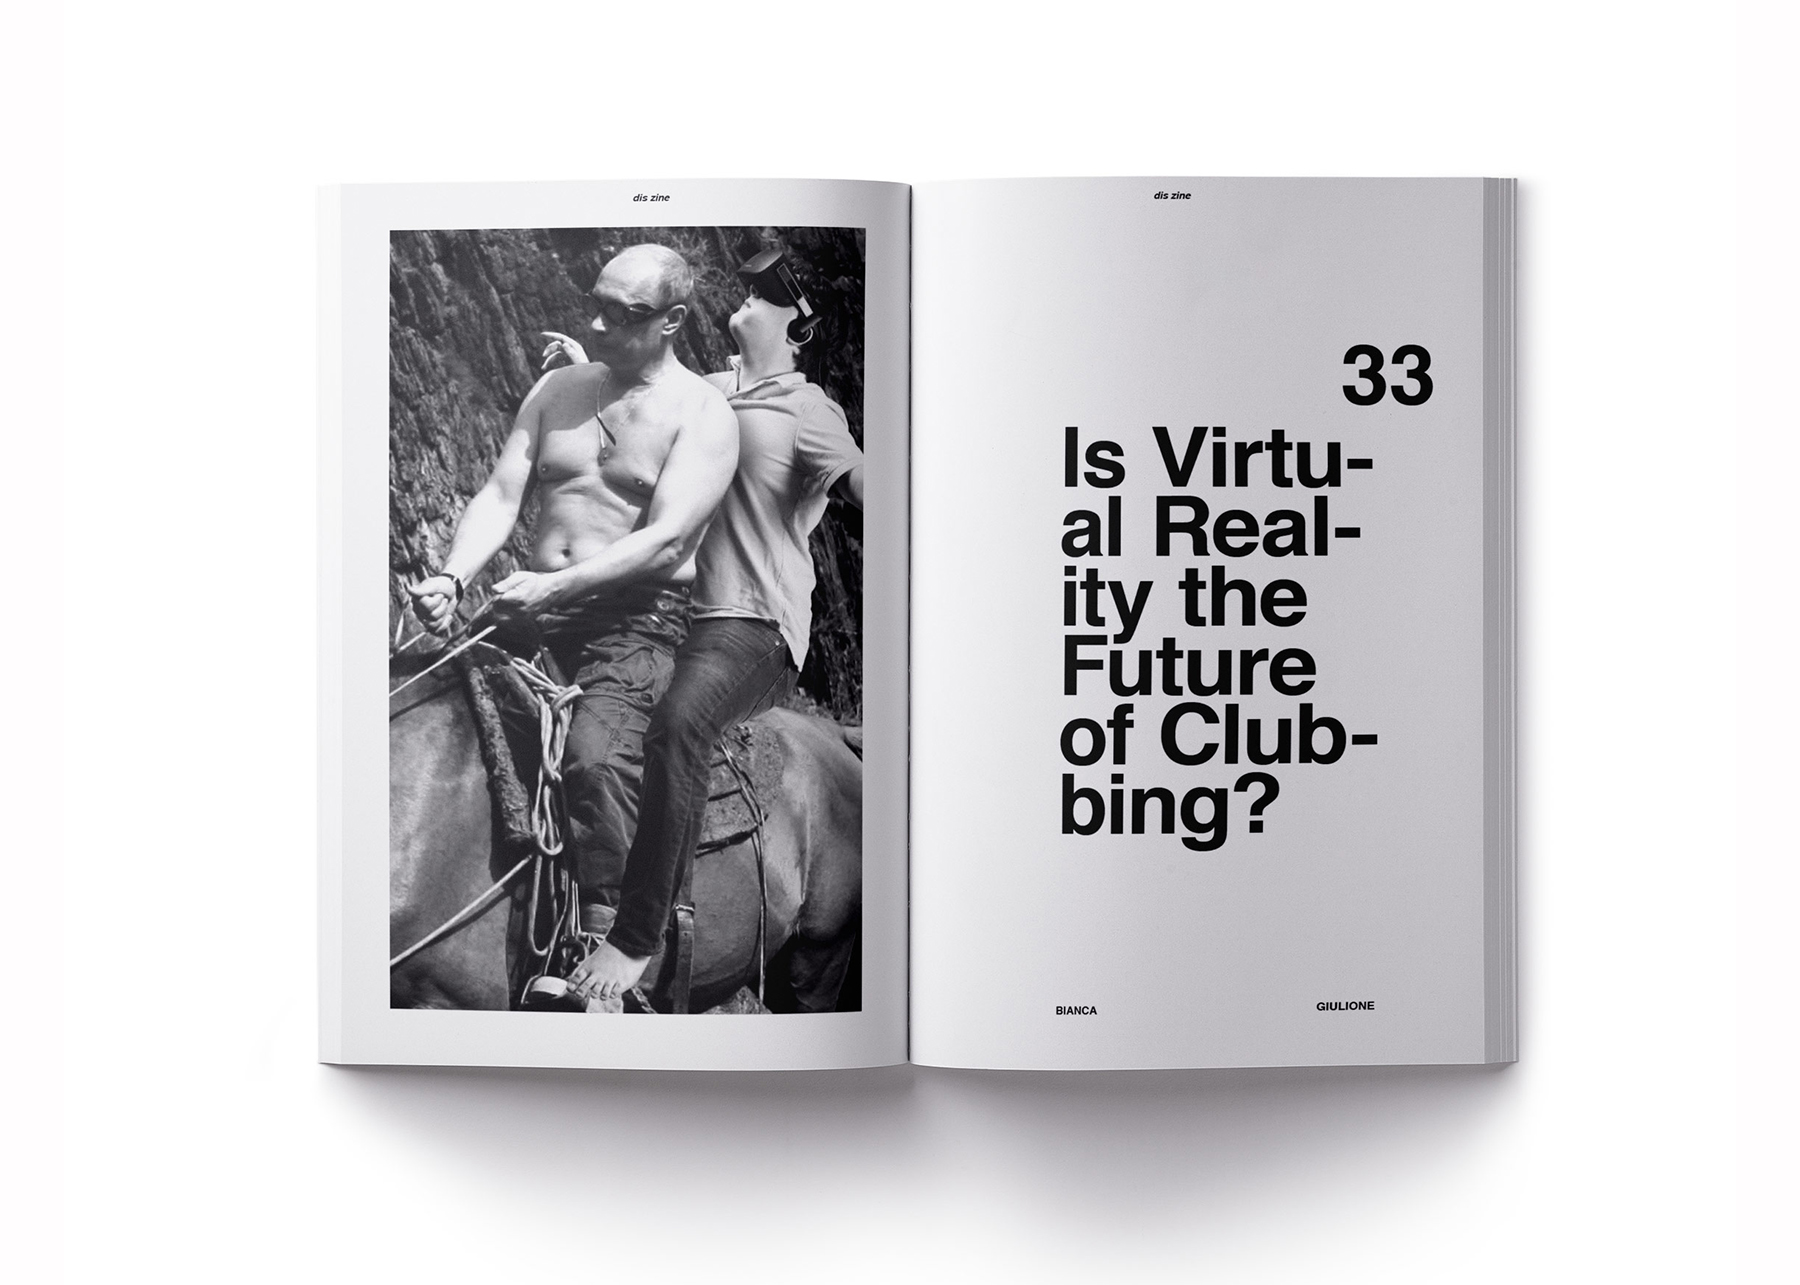 dis zine
dis zine
33
Is Virtu-
al Real-
ity the
Future
of Club-
bing?
BIANCA
GIULIONE